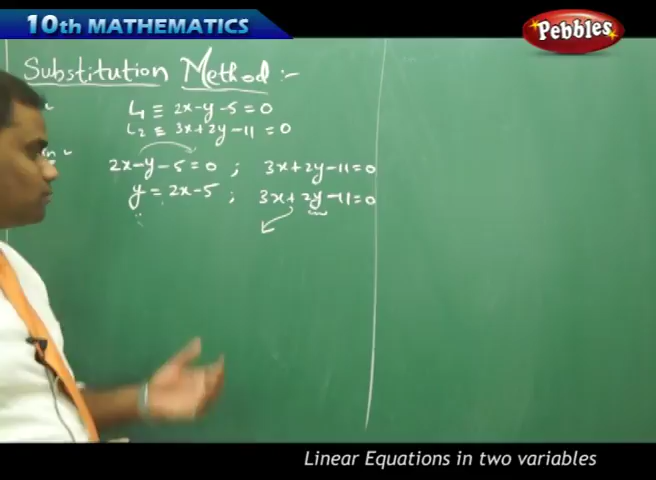 10th MATHEMATICS
Pebbles
Substitution Method :-
L1 ≡ 2x-y-5=0
L2 ≡ 3x+2y-11=0
2x-y-5=0 ; 3x+2y-11=0
y=2x-5 ; 3x+2y-11=0
Linear Equations in two variables